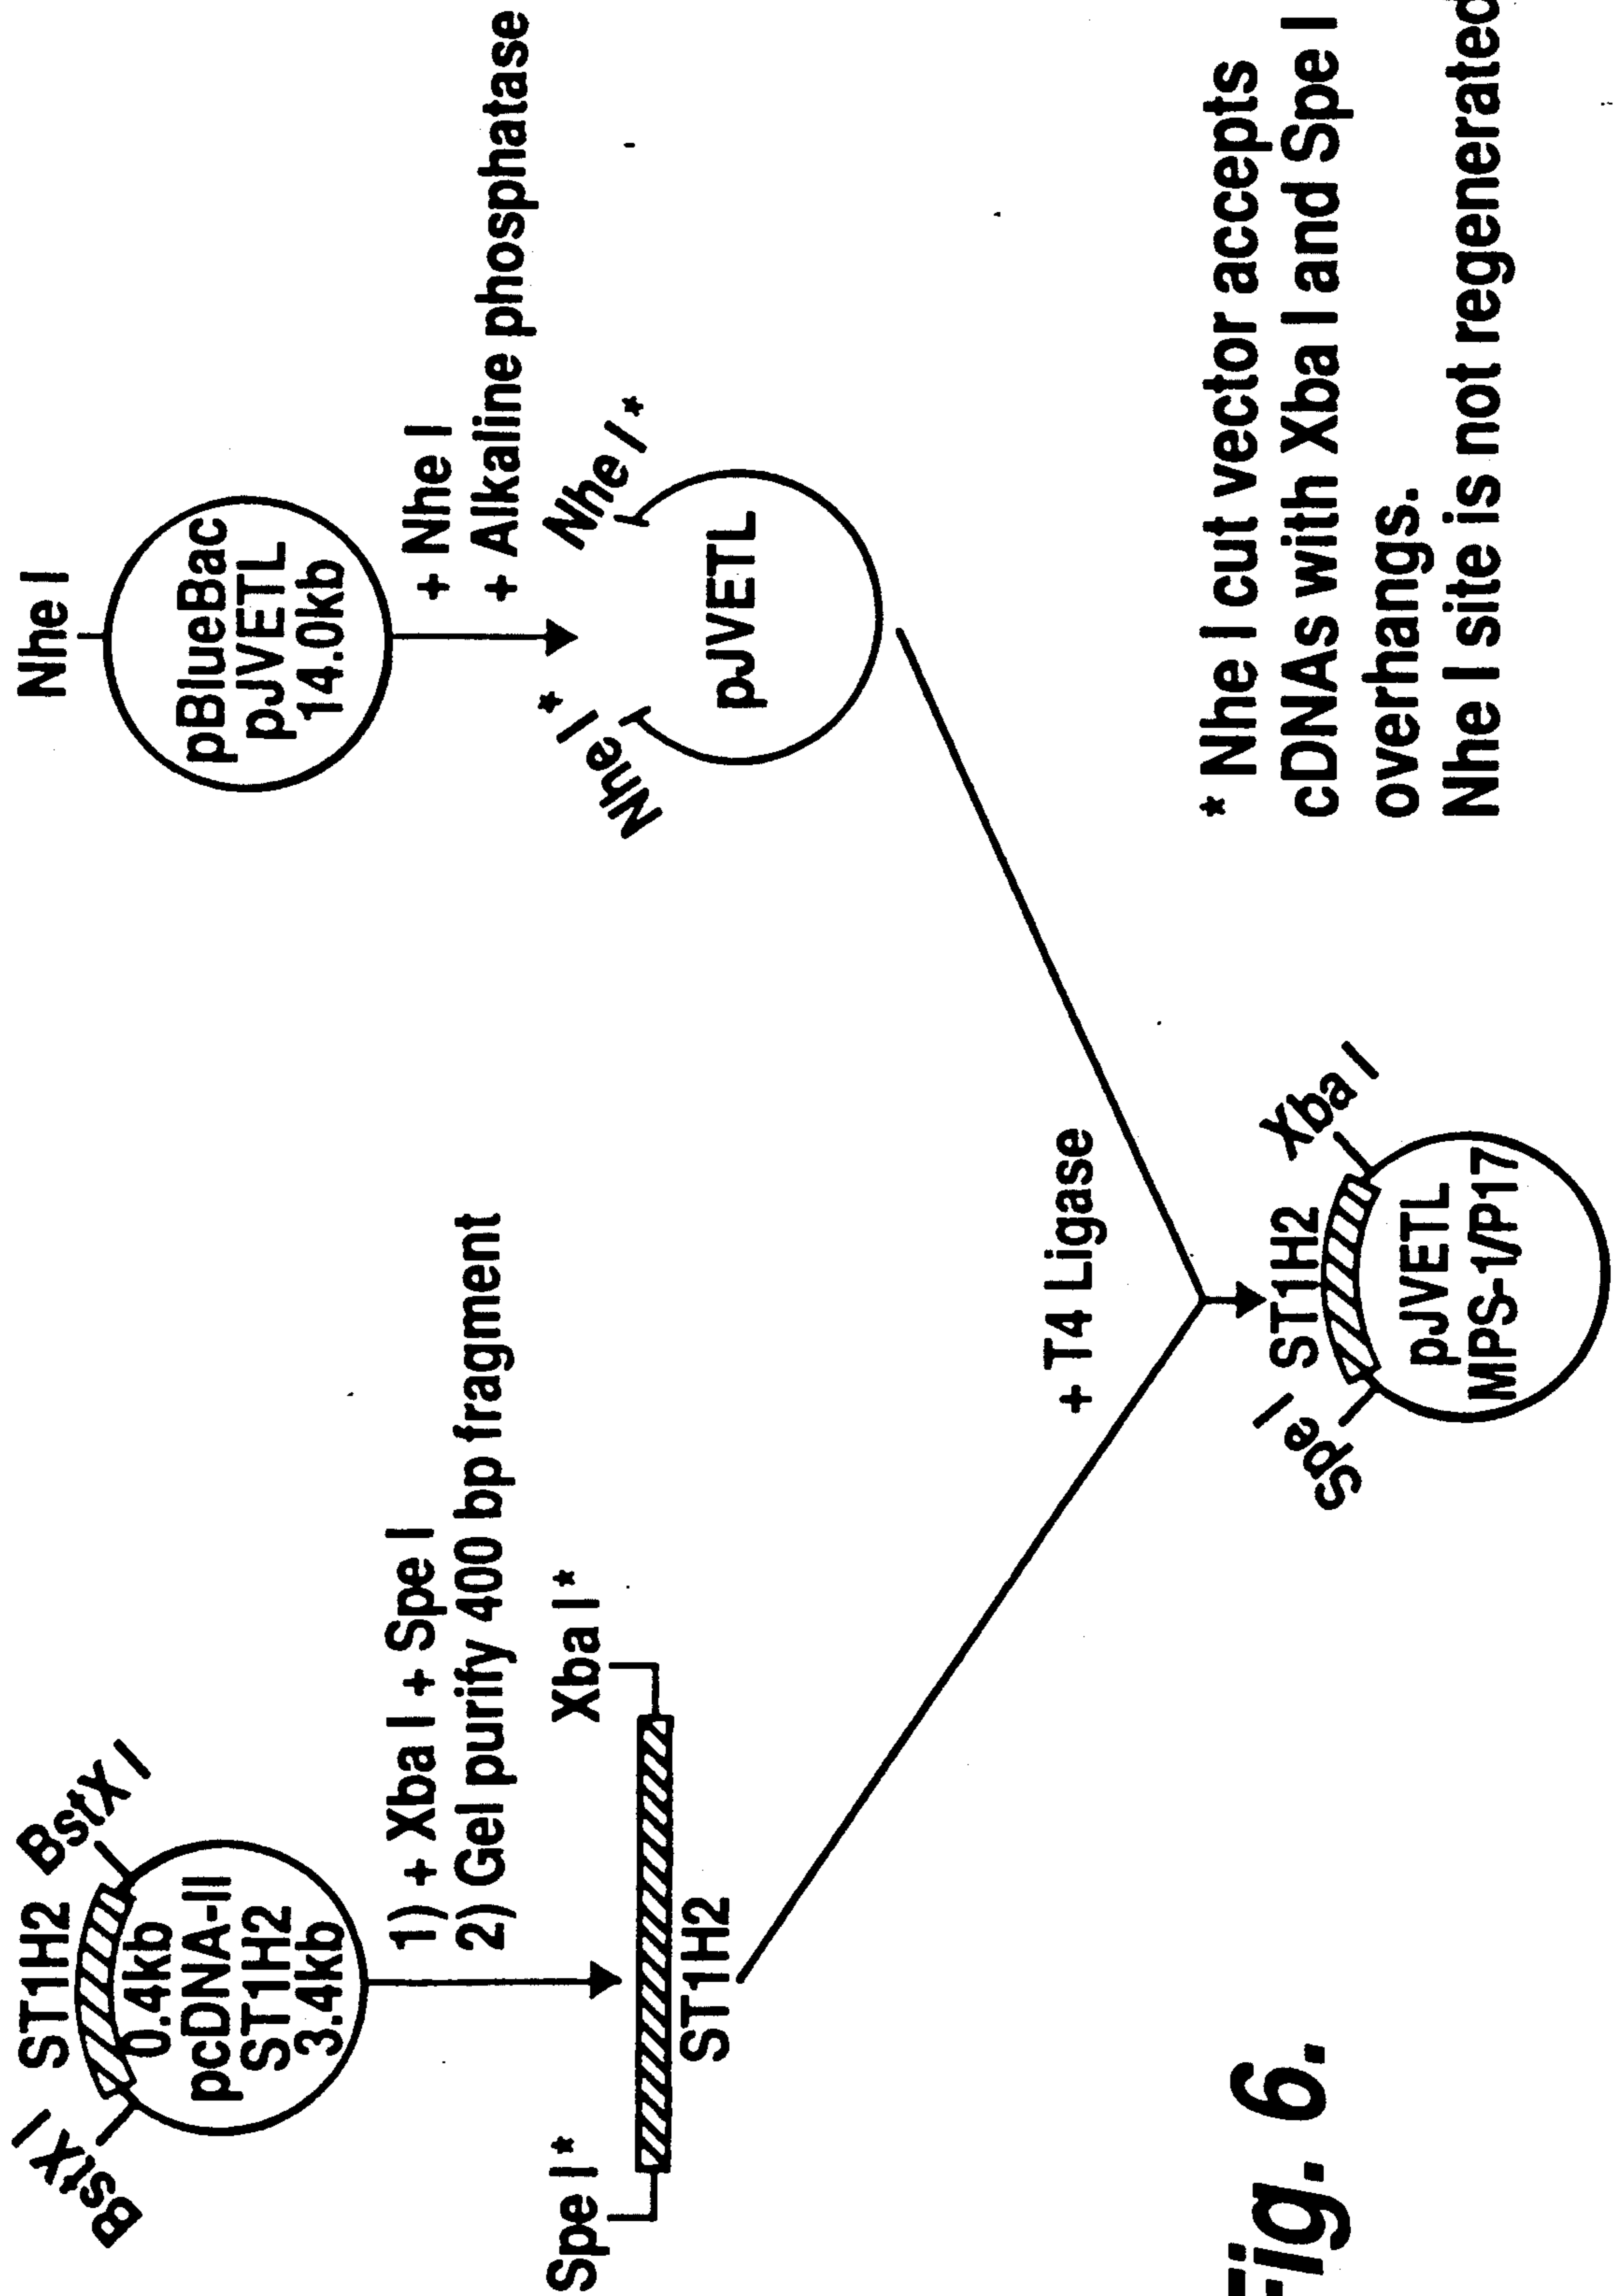 ST1H2
BstX I
BstX I
0.4kb
pcDNA-II
ST1H2
3.4kb
1) + Xba I + Spe I
2) Gel purify 400 bp fragment
Spe I*
Xba I*
ST1H2
Nhe I
pBlueBac
pJVETL
14.0kb
+ Nhe I
+ Alkaline phosphatase
Nhe I *
Nhe I *
pJVETL
+ T4 Ligase
Spe I
ST1H2
Xba I
pJVETL
MPS-1/P17
* Nhe I cut vector accepts
cDNAs with Xba I and Spe I
overhangs.
Nhe I site is not regenerated
Fig. 6.